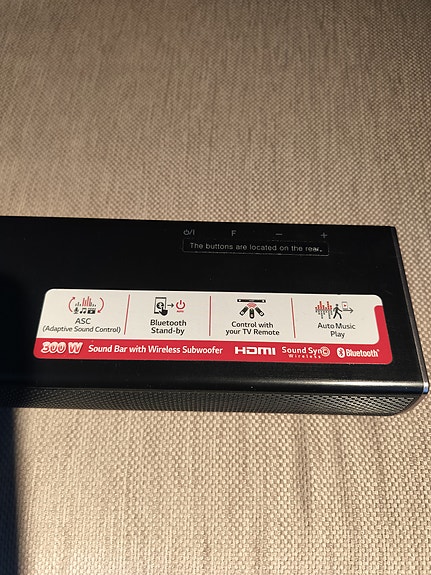 ⏻/I F − +
The buttons are located on the rear.
ASC
(Adaptive Sound Control)
Bluetooth
Stand-by
Control with
your TV Remote
Auto Music
Play
300 W Sound Bar with Wireless Subwoofer HDMI Sound Sync Wireless Bluetooth®